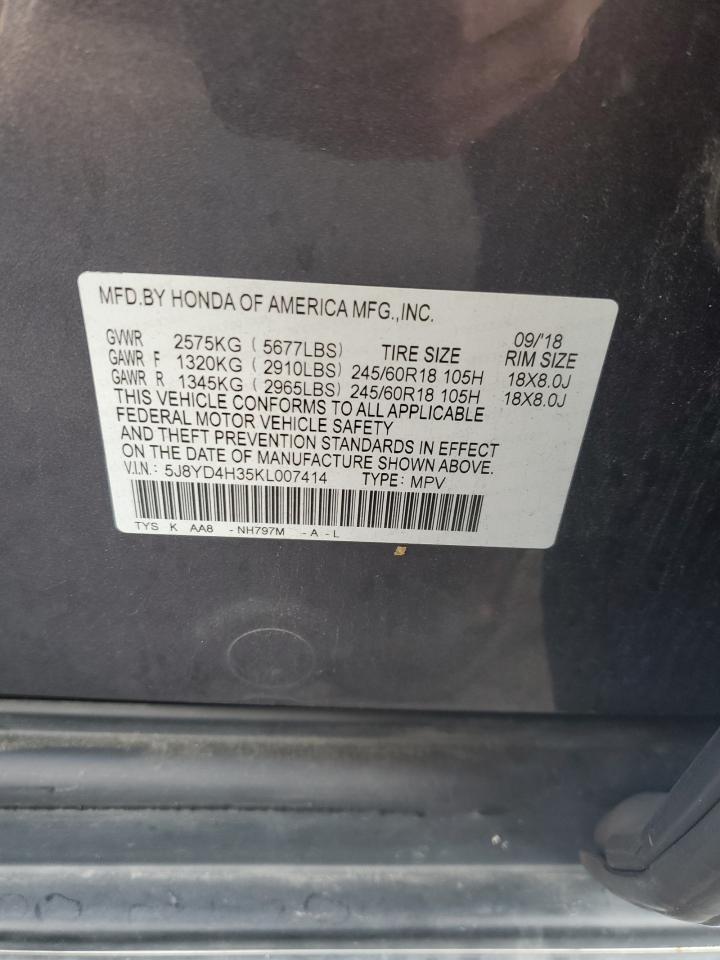 MFD.BY HONDA OF AMERICA MFG.,INC.
09/'18
GVWR 2575KG ( 5677LBS) TIRE SIZE RIM SIZE
GAWR F 1320KG ( 2910LBS) 245/60R18 105H 18X8.0J
GAWR R 1345KG ( 2965LBS) 245/60R18 105H 18X8.0J
THIS VEHICLE CONFORMS TO ALL APPLICABLE
FEDERAL MOTOR VEHICLE SAFETY
AND THEFT PREVENTION STANDARDS IN EFFECT
ON THE DATE OF MANUFACTURE SHOWN ABOVE.
V.I.N.: 5J8YD4H35KL007414 TYPE: MPV
TYS K AA8 -NH797M -A -L